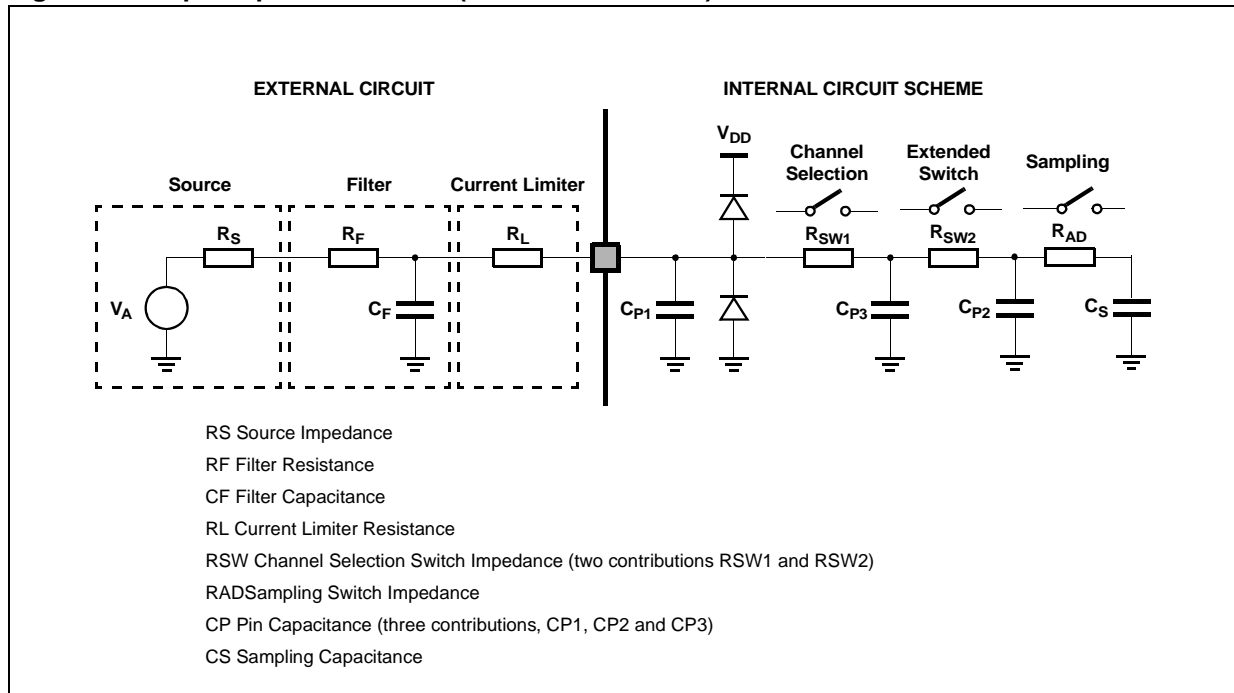 EXTERNAL CIRCUIT
INTERNAL CIRCUIT SCHEME
VDD
Channel
Selection
Extended
Switch
Sampling
Source
Filter
Current Limiter
RS
RF
RL
RSW1
RSW2
RAD
VA
CF
CP1
CP3
CP2
CS
RS Source Impedance
RF Filter Resistance
CF Filter Capacitance
RL Current Limiter Resistance
RSW Channel Selection Switch Impedance (two contributions RSW1 and RSW2)
RADSampling Switch Impedance
CP Pin Capacitance (three contributions, CP1, CP2 and CP3)
CS Sampling Capacitance